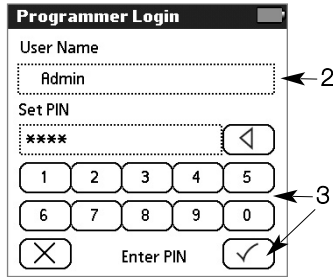 Programmer Login
User Name
Admin
2
Set PIN
****
1 2 3 4 5
3
6 7 8 9 0
Enter PIN